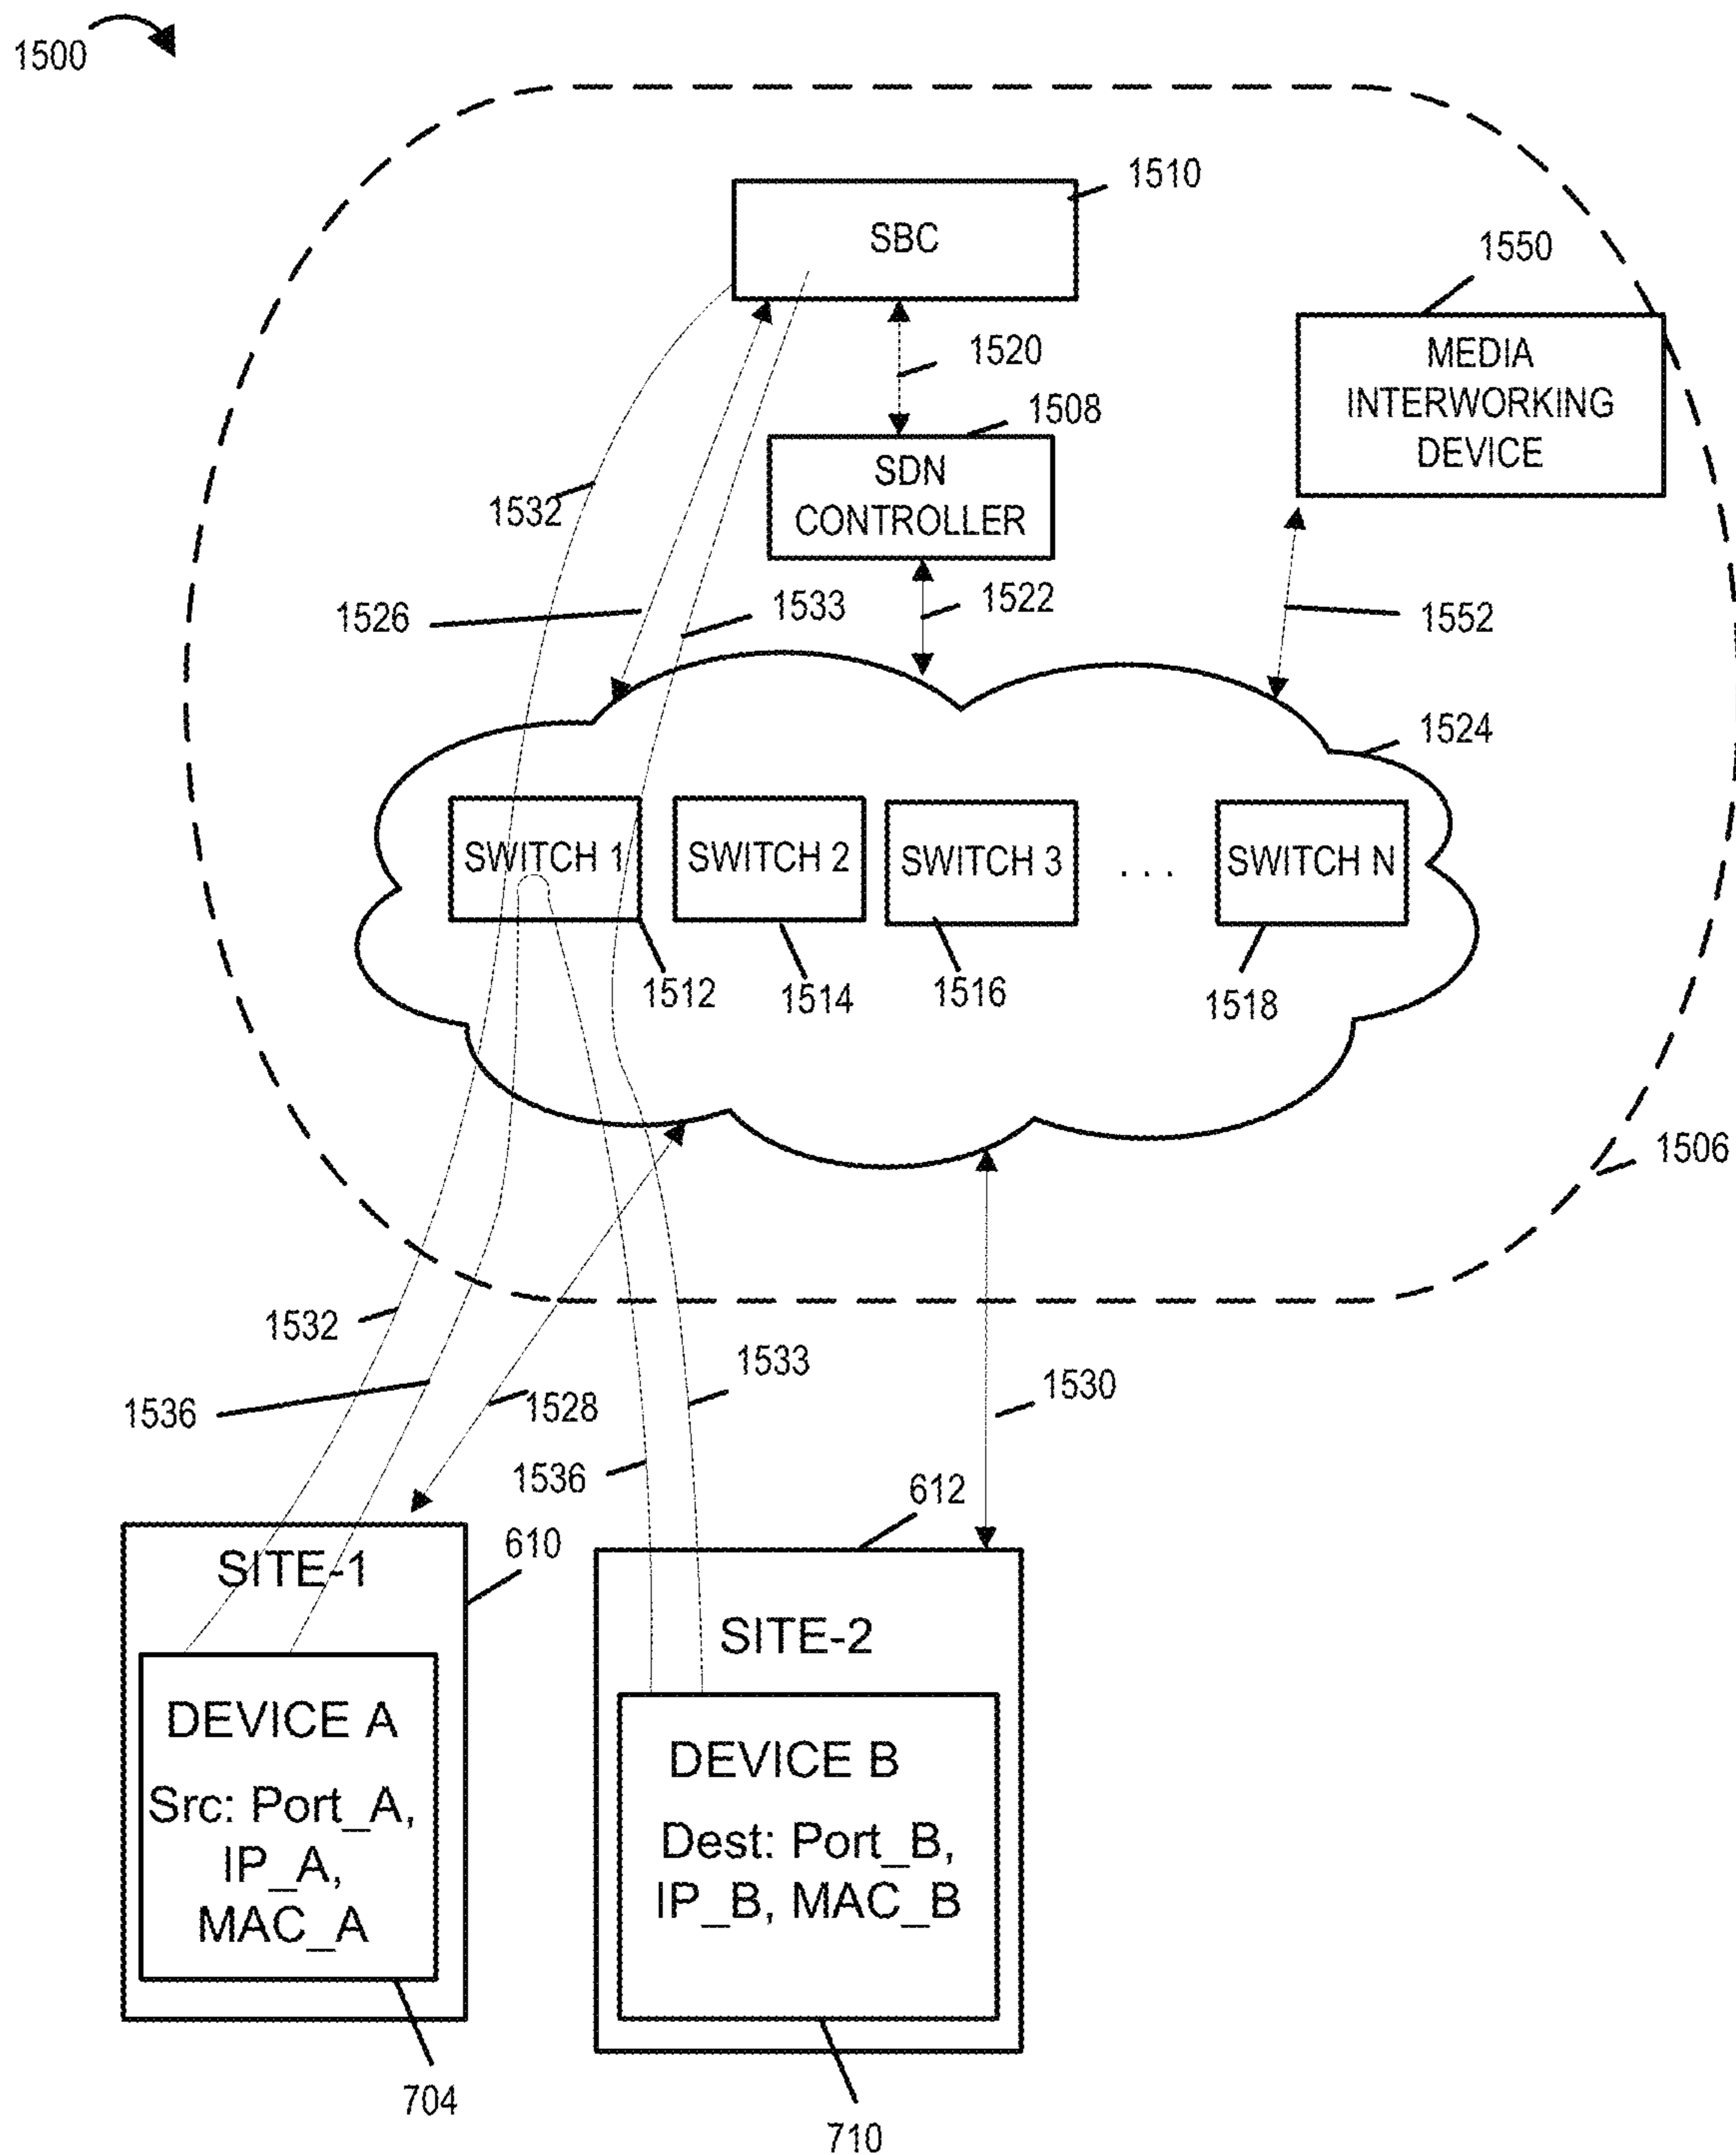 1500
1510
SBC
1550
MEDIA
INTERWORKING
DEVICE
1520
1508
SDN
CONTROLLER
1532
1526
1533
1522
1552
1524
SWITCH 1
SWITCH 2
SWITCH 3
. . .
SWITCH N
1512
1514
1516
1518
1506
1532
1533
1536
1528
1530
1536
612
610
SITE-1
SITE-2
DEVICE A
Src: Port_A,
IP_A,
MAC_A
DEVICE B
Dest: Port_B,
IP_B, MAC_B
704
710